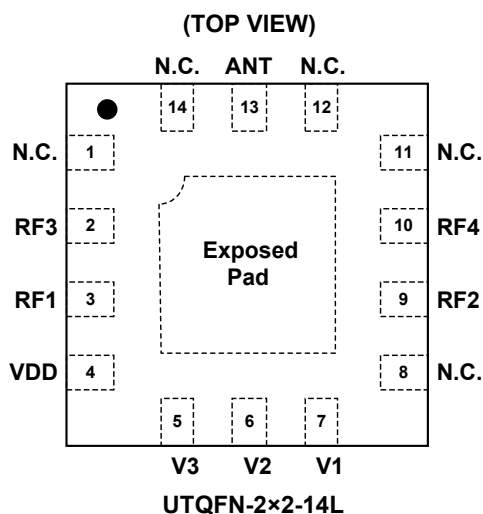 (TOP VIEW)
N.C. ANT N.C.
14 13 12
N.C. 1 11 N.C.
RF3 2 10 RF4
Exposed
Pad
RF1 3 9 RF2
VDD 4 8 N.C.
5 6 7
V3 V2 V1
UTQFN-2×2-14L